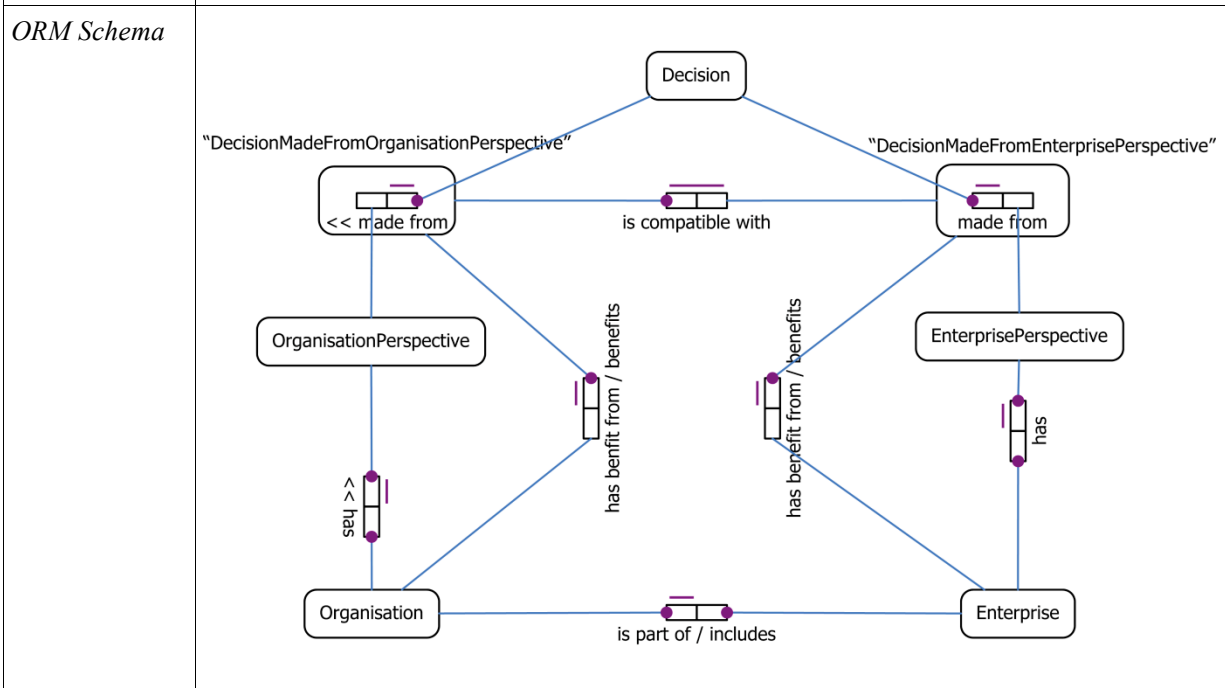 ORM Schema
Decision
“DecisionMadeFromOrganisationPerspective”
“DecisionMadeFromEnterprisePerspective”
<< made from
is compatible with
made from
OrganisationPerspective
EnterprisePerspective
has benfit from / benefits
has benefit from / benefits
has
<< has
Organisation
Enterprise
is part of / includes